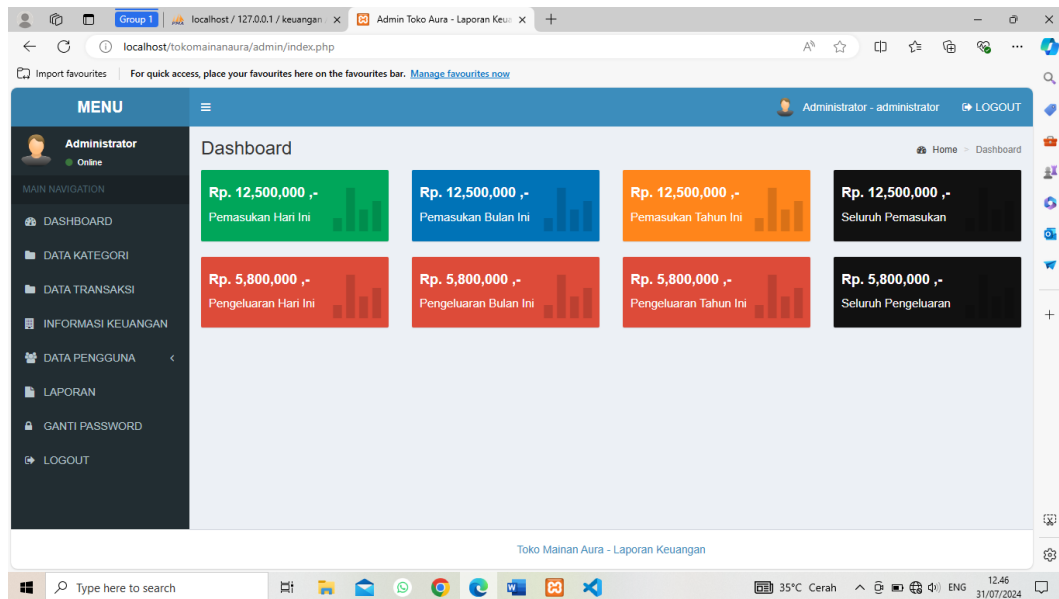 Group 1
localhost / 127.0.0.1 / keuangan
Admin Toko Aura - Laporan Keua
localhost/tokomainanaura/admin/index.php
Import favourites
For quick access, place your favourites here on the favourites bar. Manage favourites now
MENU
Administrator - administrator
LOGOUT
Administrator
Online
MAIN NAVIGATION
DASHBOARD
DATA KATEGORI
DATA TRANSAKSI
INFORMASI KEUANGAN
DATA PENGGUNA
LAPORAN
GANTI PASSWORD
LOGOUT
Dashboard
Home > Dashboard
Rp. 12,500,000 ,-
Pemasukan Hari Ini
Rp. 12,500,000 ,-
Pemasukan Bulan Ini
Rp. 12,500,000 ,-
Pemasukan Tahun Ini
Rp. 12,500,000 ,-
Seluruh Pemasukan
Rp. 5,800,000 ,-
Pengeluaran Hari Ini
Rp. 5,800,000 ,-
Pengeluaran Bulan Ini
Rp. 5,800,000 ,-
Pengeluaran Tahun Ini
Rp. 5,800,000 ,-
Seluruh Pengeluaran
Toko Mainan Aura - Laporan Keuangan
Type here to search
35°C Cerah
ENG
12.46
31/07/2024